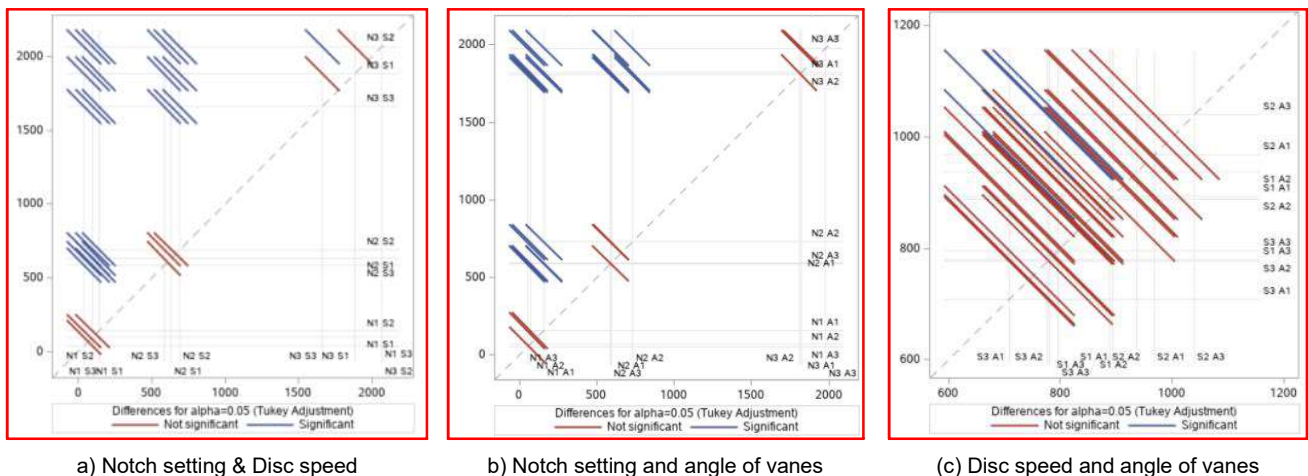 2000
1500
1000
500
0
N3 S2
N3 S1
N3 S3
N2 S2
N2 S1
N2 S3
N1 S2
N1 S1
N1 S2 N2 S3 N2 S2 N3 S3 N3 S1 N1 S3
N1 S3 N1 S1 N2 S1 N3 S2
0 500 1000 1500 2000
Differences for alpha=0.05 (Tukey Adjustment)
Not significant Significant
a) Notch setting & Disc speed
2000
1500
1000
500
0
N3 A3
N3 A1
N3 A2
N2 A2
N2 A3
N2 A1
N1 A1
N1 A2
N1 A3 N2 A2 N3 A2 N1 A3
N1 A2 N2 A1 N3 A1
N1 A1 N2 A3 N3 A3
0 500 1000 1500 2000
Differences for alpha=0.05 (Tukey Adjustment)
Not significant Significant
b) Notch setting and angle of vanes
1200
1000
800
600
S2 A3
S2 A1
S1 A2
S1 A1
S2 A2
S3 A3
S1 A3
S3 A2
S3 A1
S3 A1 S3 A2 S1 A1 S2 A2 S2 A1 S2 A3
S1 A3 S1 A2
S3 A3
600 800 1000 1200
Differences for alpha=0.05 (Tukey Adjustment)
Not significant Significant
(c) Disc speed and angle of vanes